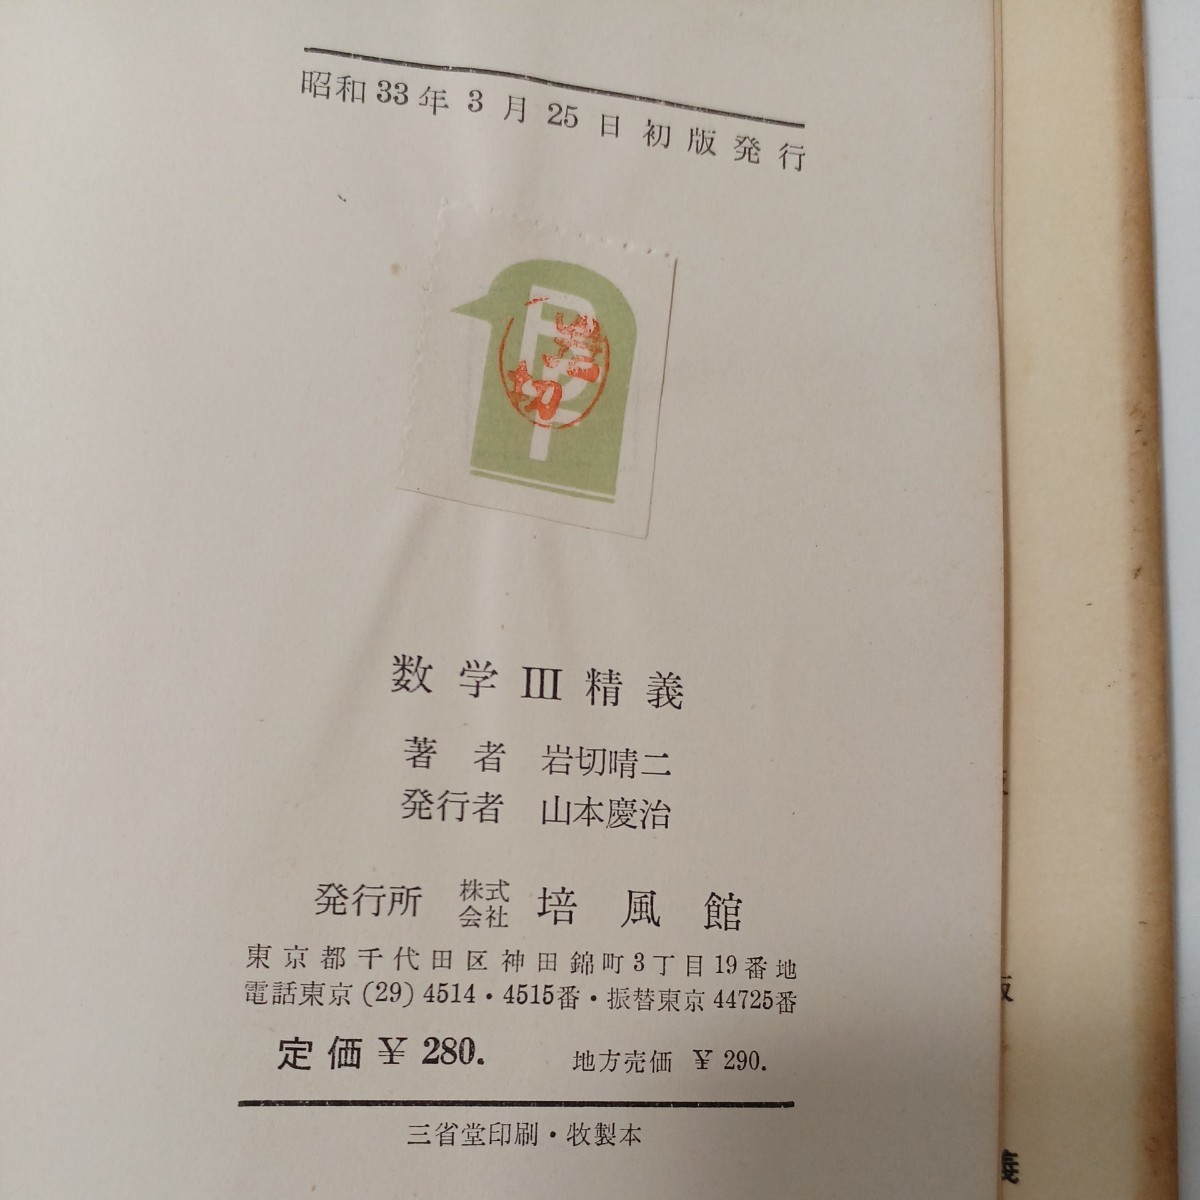 昭和33年3月25日初版発行
岩切
数学III精義
著者 岩切晴二
発行者 山本慶治
発行所 株式会社 培風館
東京都千代田区神田錦町3丁目19番地
電話東京(29)4514・4515番・振替東京44725番
定価¥280. 地方売価 ¥290.
三省堂印刷・牧製本
義